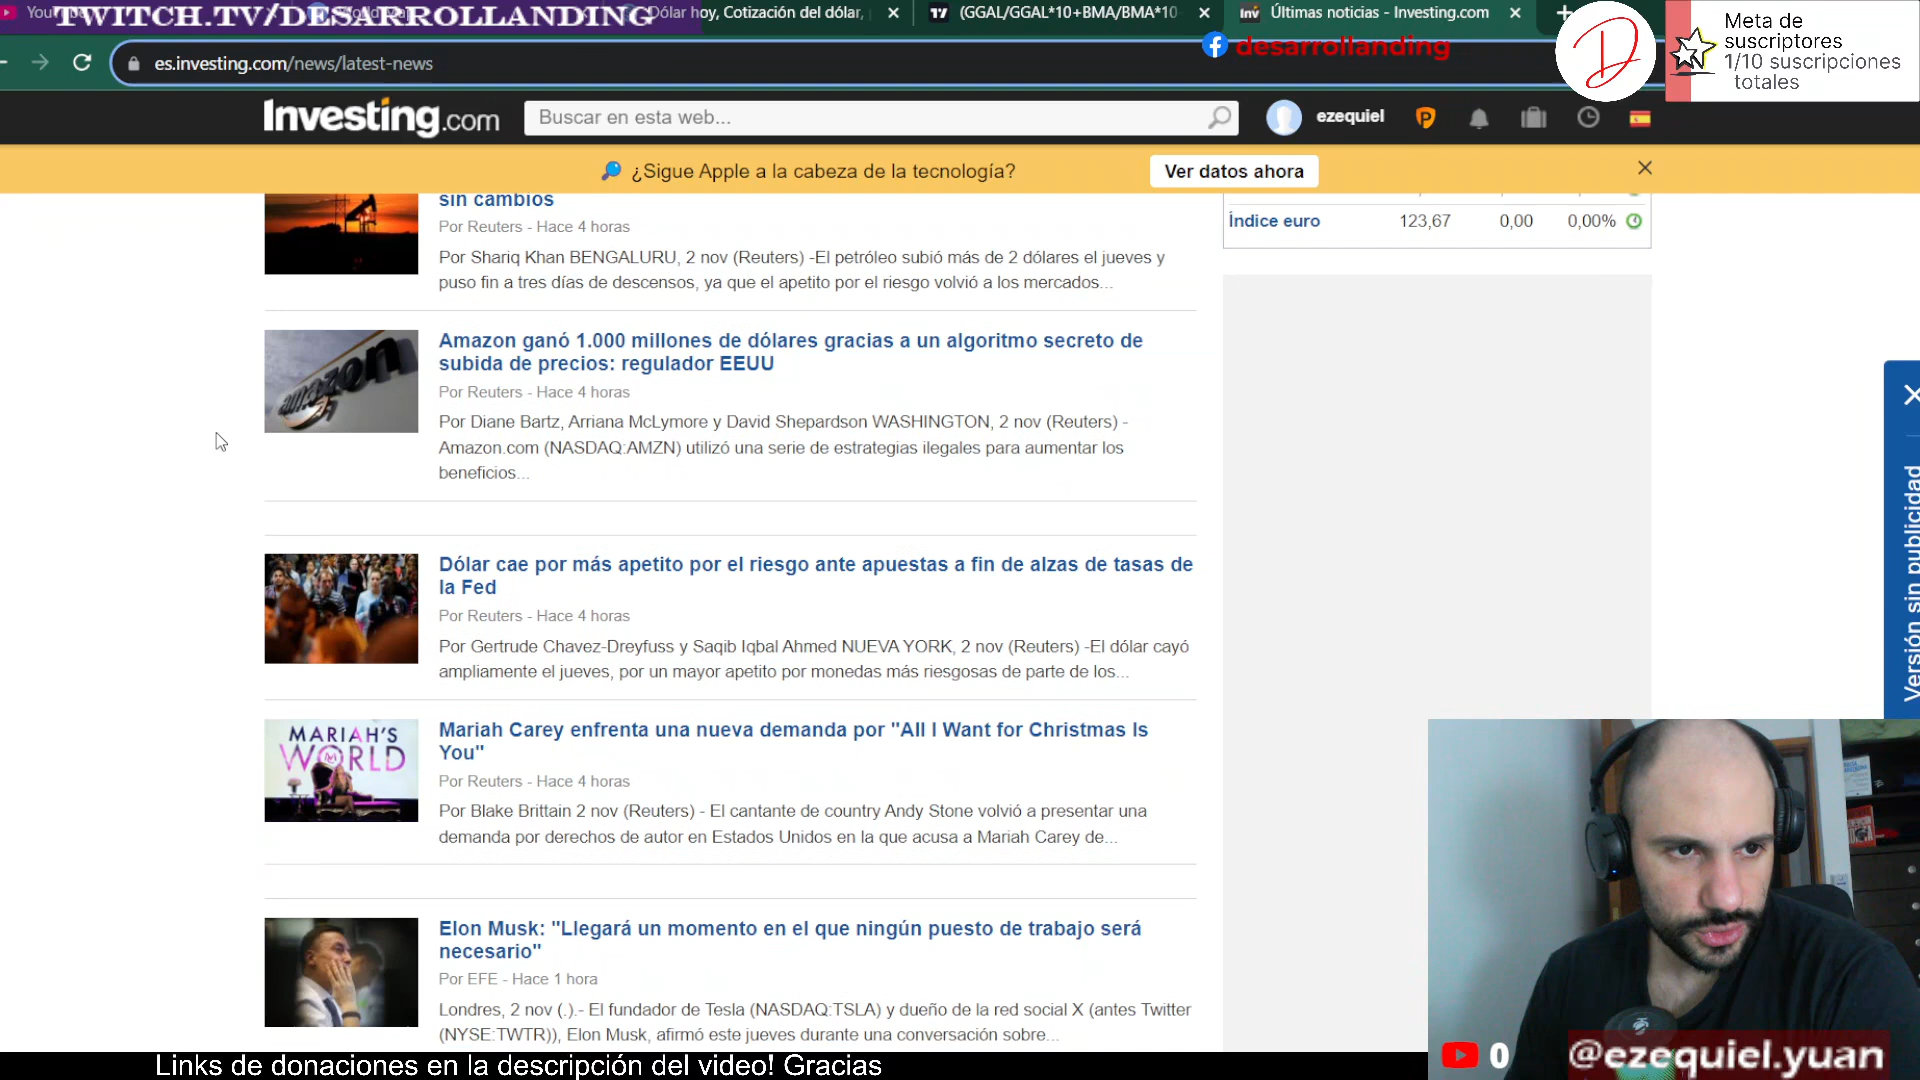 You
TWITCH.TV/DESARROLLANDING
Dólar hoy, Cotización del dólar,
(GGAL/GGAL*10+BMA/BMA*10
Inv
Últimas noticias - Investing.com
desarrollanding
D
Meta de
suscriptores
1/10 suscripciones
totales
es.investing.com/news/latest-news
Investing.com
Buscar en esta web...
ezequiel
¿Sigue Apple a la cabeza de la tecnología?
Ver datos ahora
sin cambios
Por Reuters - Hace 4 horas
Por Shariq Khan BENGALURU, 2 nov (Reuters) -El petróleo subió más de 2 dólares el jueves y
puso fin a tres días de descensos, ya que el apetito por el riesgo volvió a los mercados...
Índice euro 123,67 0,00 0,00%
amazon
Amazon ganó 1.000 millones de dólares gracias a un algoritmo secreto de
subida de precios: regulador EEUU
Por Reuters - Hace 4 horas
Por Diane Bartz, Arriana McLymore y David Shepardson WASHINGTON, 2 nov (Reuters) -
Amazon.com (NASDAQ:AMZN) utilizó una serie de estrategias ilegales para aumentar los
beneficios...
Dólar cae por más apetito por el riesgo ante apuestas a fin de alzas de tasas de
la Fed
Por Reuters - Hace 4 horas
Por Gertrude Chavez-Dreyfuss y Saqib Iqbal Ahmed NUEVA YORK, 2 nov (Reuters) -El dólar cayó
ampliamente el jueves, por un mayor apetito por monedas más riesgosas de parte de los...
MARIAH'S
WORLD
Mariah Carey enfrenta una nueva demanda por "All I Want for Christmas Is
You"
Por Reuters - Hace 4 horas
Por Blake Brittain 2 nov (Reuters) - El cantante de country Andy Stone volvió a presentar una
demanda por derechos de autor en Estados Unidos en la que acusa a Mariah Carey de...
Elon Musk: "Llegará un momento en el que ningún puesto de trabajo será
necesario"
Por EFE - Hace 1 hora
Londres, 2 nov (.).- El fundador de Tesla (NASDAQ:TSLA) y dueño de la red social X (antes Twitter
(NYSE:TWTR)), Elon Musk, afirmó este jueves durante una conversación sobre...
Versión sin publicidad
Links de donaciones en la descripción del video! Gracias
0
@ezequiel.yuan